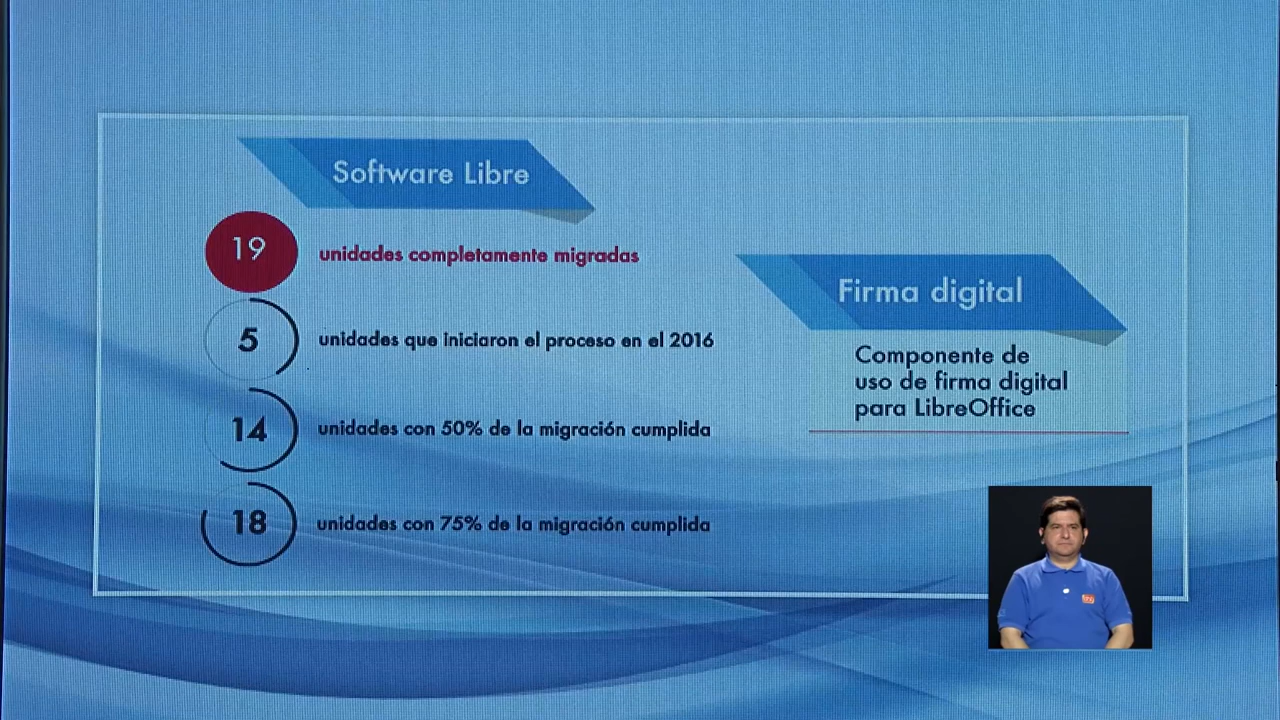 Software Libre
19
unidades completamente migradas
5
unidades que iniciaron el proceso en el 2016
14
unidades con 50% de la migración cumplida
18
unidades con 75% de la migración cumplida
Firma digital
Componente de
uso de firma digital
para LibreOffice